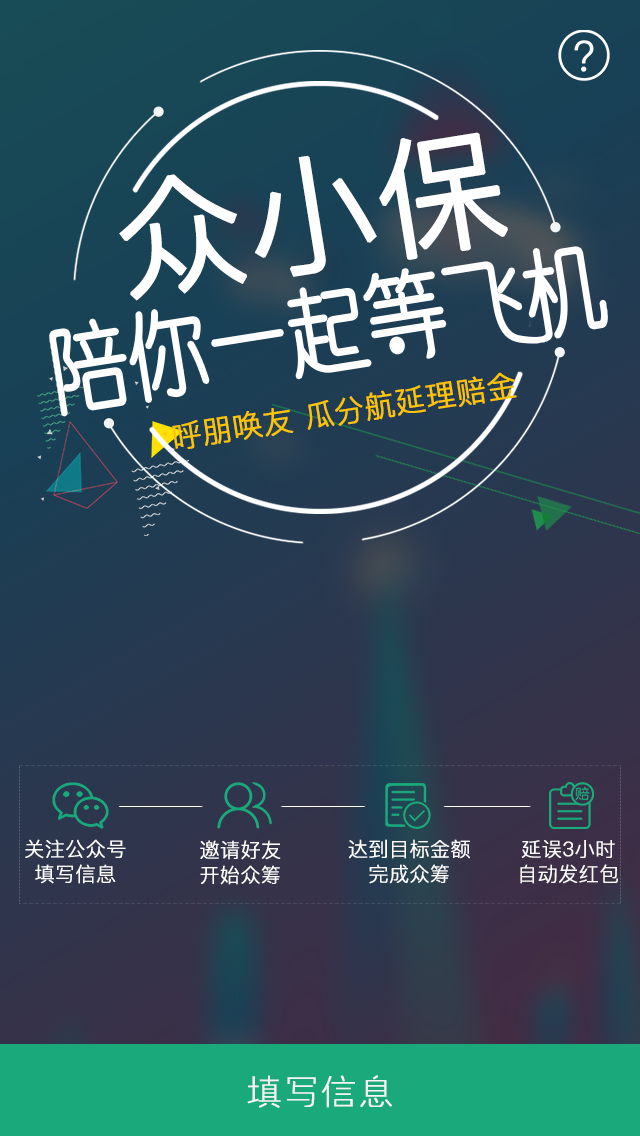 ?
众小保
陪你一起等飞机
呼朋唤友 瓜分航延理赔金
赔
关注公众号
填写信息
邀请好友
开始众筹
达到目标金额
完成众筹
延误3小时
自动发红包
填写信息